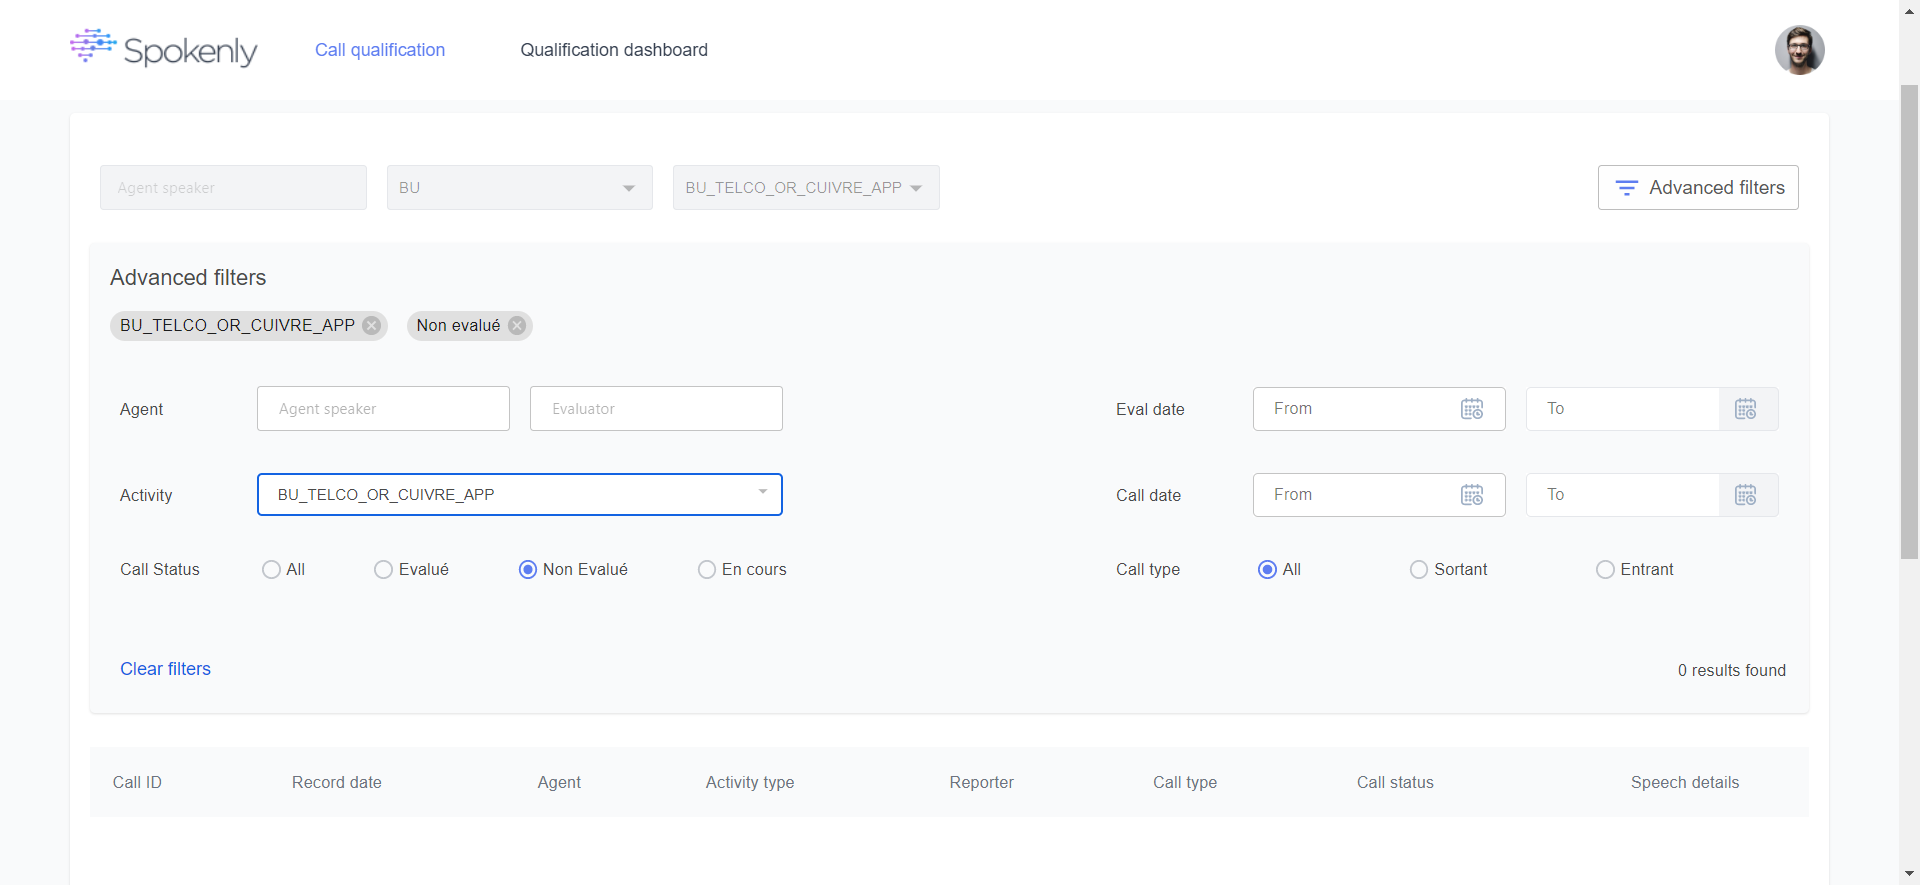 Spokenly
Call qualification
Qualification dashboard
Agent speaker
BU
BU_TELCO_OR_CUIVRE_APP
Advanced filters
Advanced filters
BU_TELCO_OR_CUIVRE_APP
Non evalué
Agent
Agent speaker
Evaluator
Eval date
From
To
Activity
BU_TELCO_OR_CUIVRE_APP
Call date
From
To
Call Status
All
Evalué
Non Evalué
En cours
Call type
All
Sortant
Entrant
Clear filters
0 results found
Call ID
Record date
Agent
Activity type
Reporter
Call type
Call status
Speech details